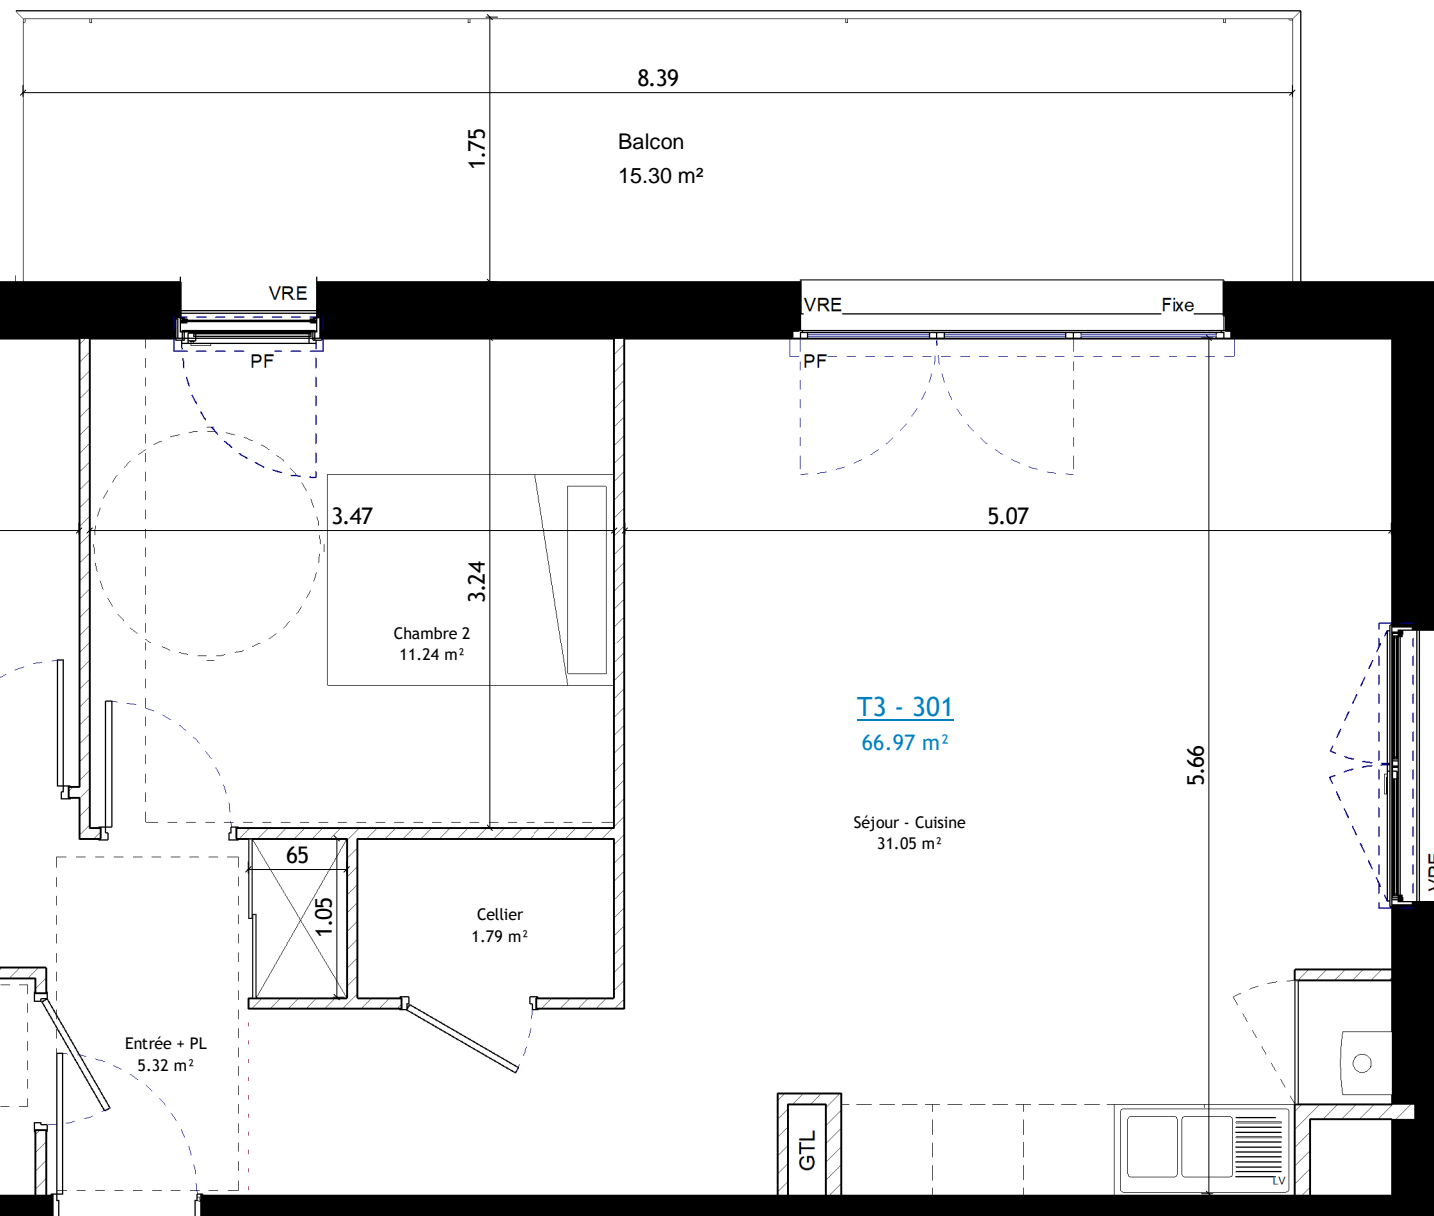 8.39
1.75
Balcon
15.30 m²
VRE
VRE
Fixe
PF
PF
3.47
5.07
3.24
Chambre 2
11.24 m²
T3 - 301
66.97 m²
5.66
Séjour - Cuisine
31.05 m²
65
1.05
VRE
Cellier
1.79 m²
Entrée + PL
5.32 m²
GTL
LV